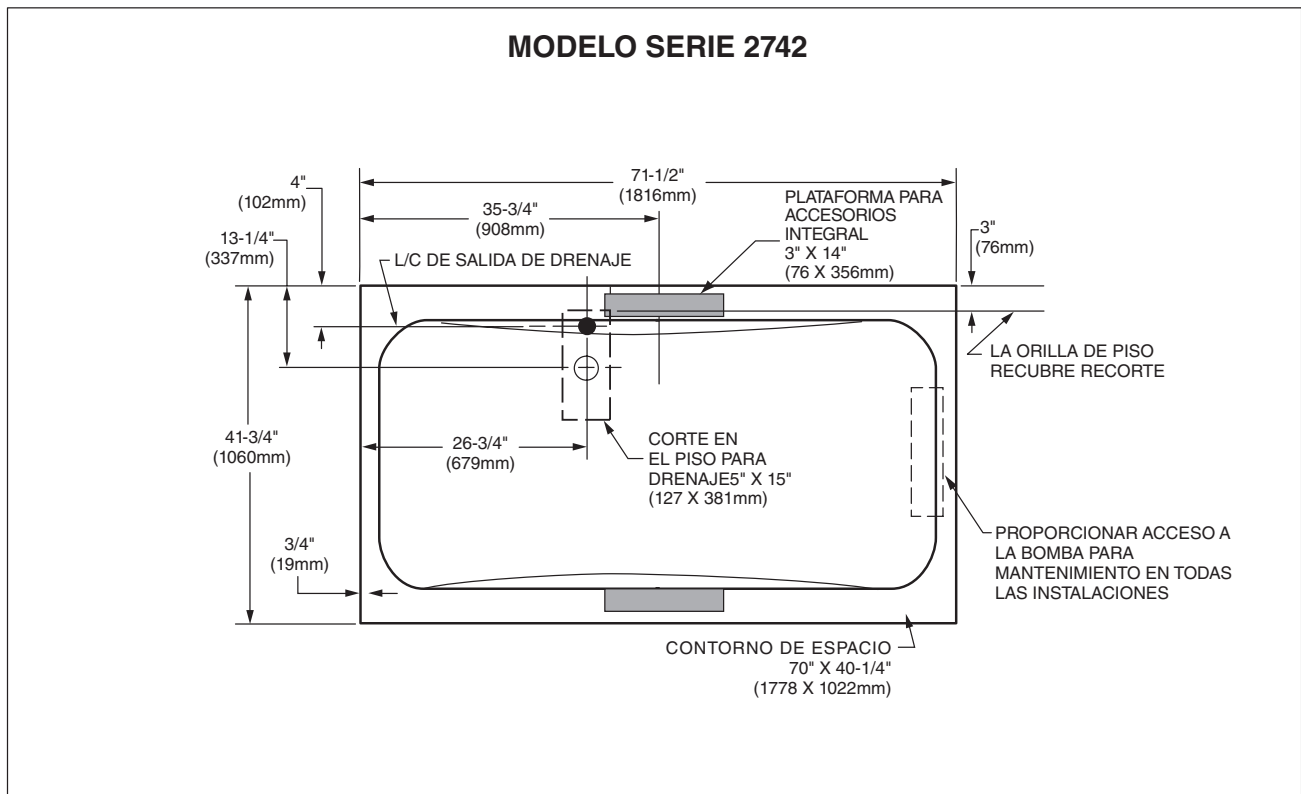 MODELO SERIE 2742
4"
(102mm)
71-1/2"
(1816mm)
35-3/4"
(908mm)
PLATAFORMA PARA
ACCESORIOS
INTEGRAL
3" X 14"
(76 X 356mm)
3"
(76mm)
13-1/4"
(337mm)
L/C DE SALIDA DE DRENAJE
LA ORILLA DE PISO
RECUBRE RECORTE
41-3/4"
(1060mm)
26-3/4"
(679mm)
CORTE EN
EL PISO PARA
DRENAJE5" X 15"
(127 X 381mm)
3/4"
(19mm)
PROPORCIONAR ACCESO A
LA BOMBA PARA
MANTENIMIENTO EN TODAS
LAS INSTALACIONES
CONTORNO DE ESPACIO
70" X 40-1/4"
(1778 X 1022mm)